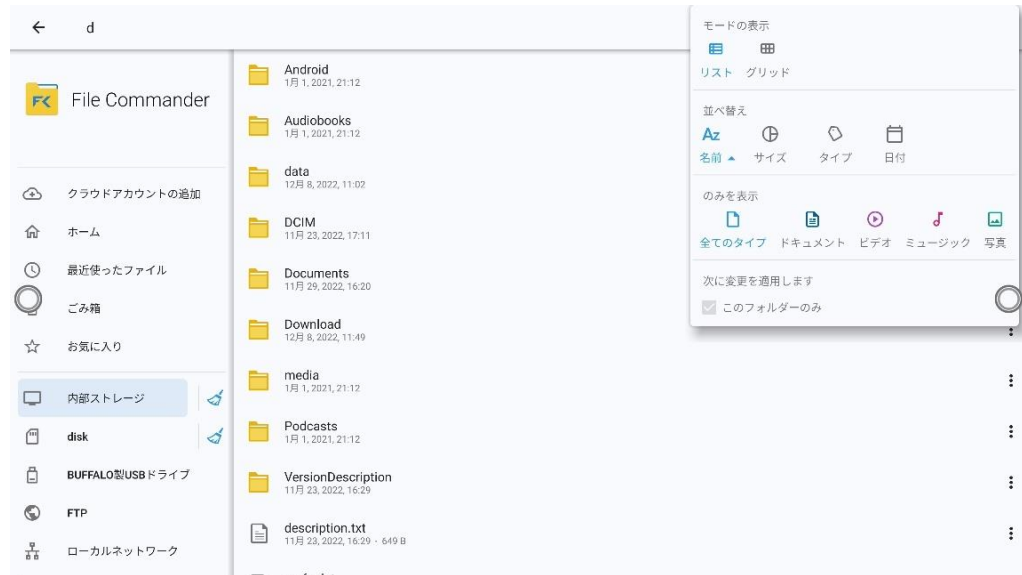 d
File Commander
クラウドアカウントの追加
ホーム
最近使ったファイル
ごみ箱
お気に入り
内部ストレージ
disk
BUFFALO製USBドライブ
FTP
ローカルネットワーク
Android
1月 1, 2021, 21:12
Audiobooks
1月 1, 2021, 21:12
data
12月 8, 2022, 11:02
DCIM
11月 23, 2022, 17:11
Documents
11月 29, 2022, 16:20
Download
12月 8, 2022, 11:49
media
1月 1, 2021, 21:12
Podcasts
1月 1, 2021, 21:12
VersionDescription
11月 23, 2022, 16:29
description.txt
11月 23, 2022, 16:29・649 B
モードの表示
リスト グリッド
並べ替え
Az
名前 サイズ タイプ 日付
のみを表示
全てのタイプ ドキュメント ビデオ ミュージック 写真
次に変更を適用します
このフォルダーのみ